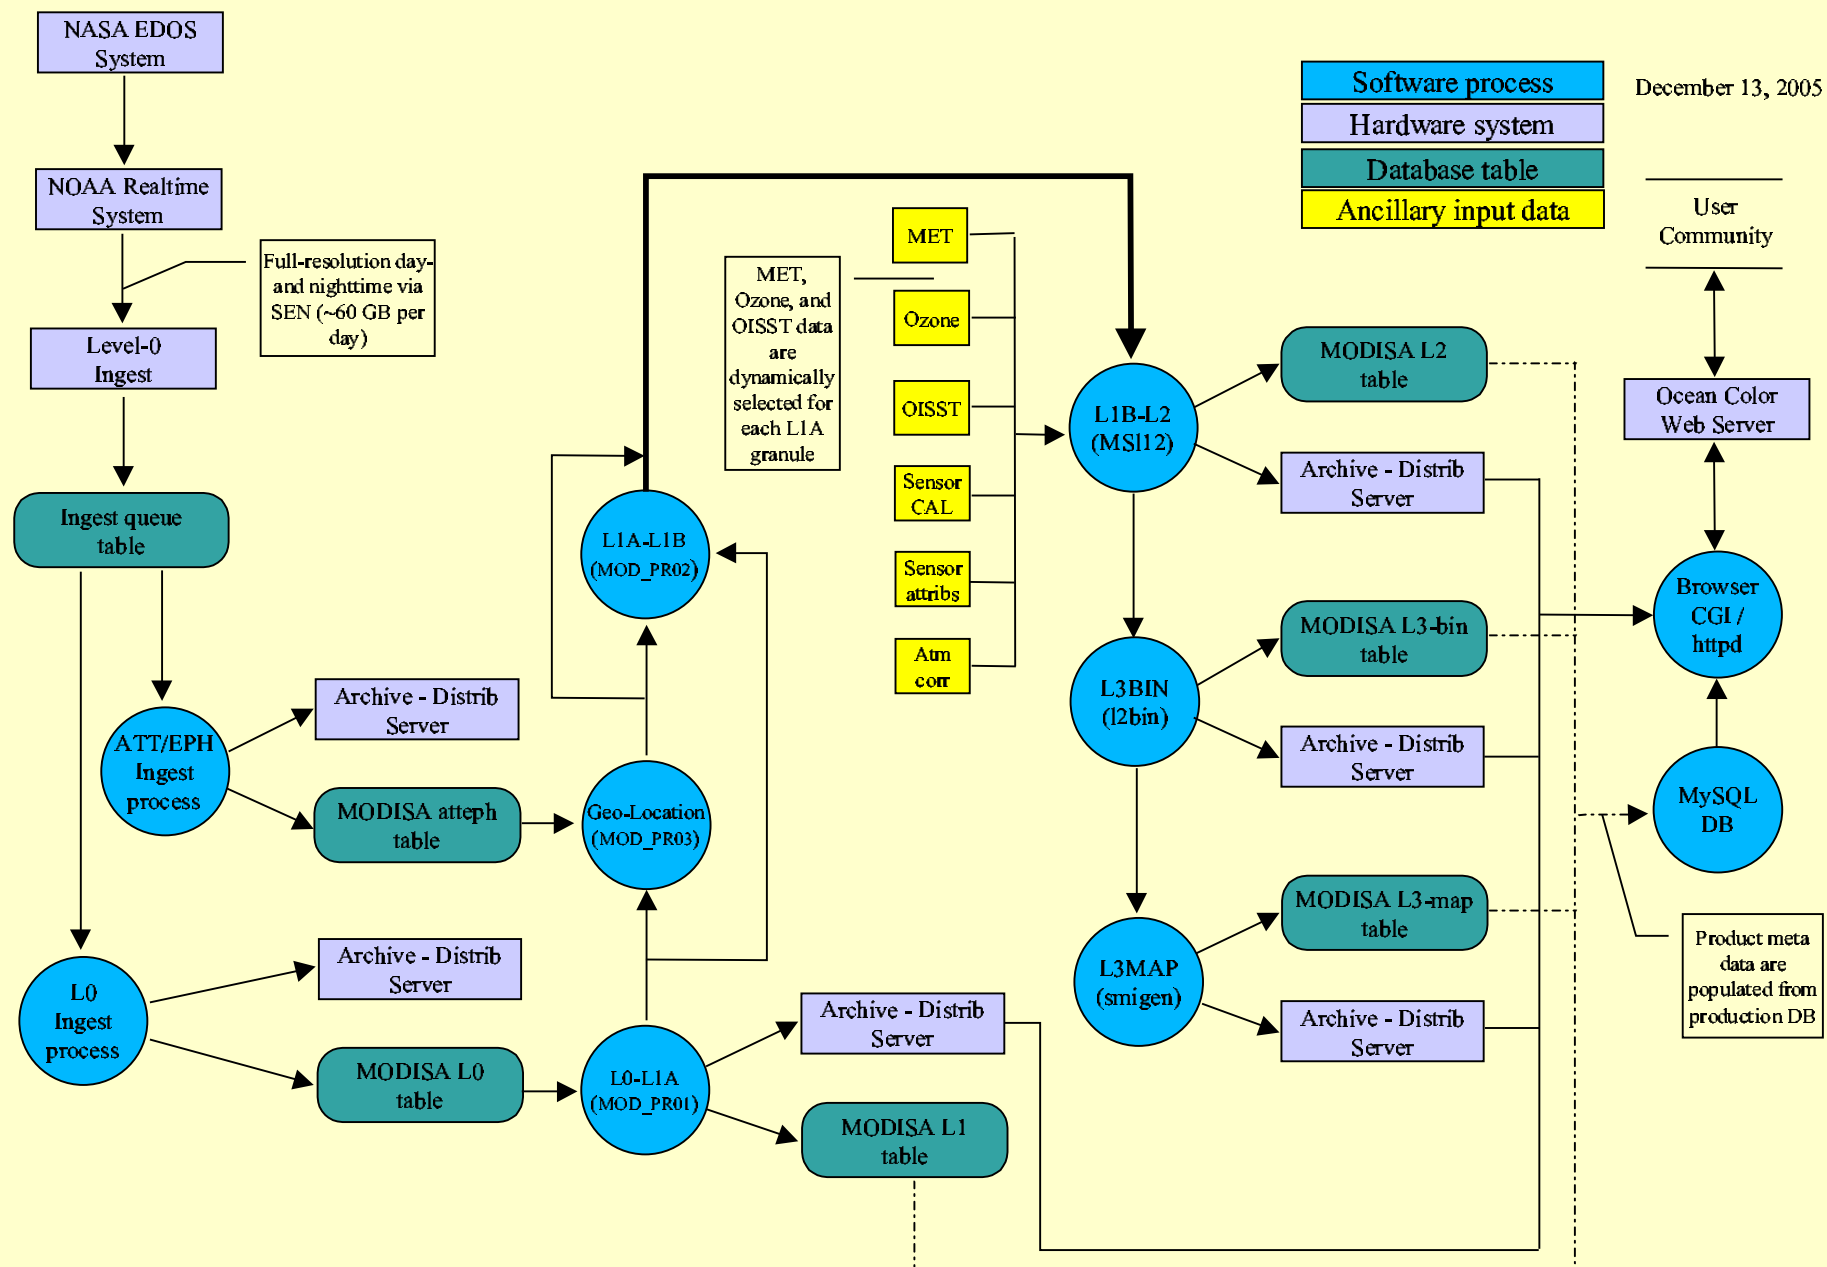 NASA EDOS
System
NOAA Realtime
System
Full-resolution day-
and nighttime via
SEN (~60 GB per
day)
Level-0
Ingest
Ingest queue
table
ATT/EPH
Ingest
process
Archive - Distrib
Server
MODISA atteph
table
L0
Ingest
process
Archive - Distrib
Server
MODISA L0
table
L0-L1A
(MOD_PR01)
Archive - Distrib
Server
MODISA L1
table
Geo-Location
(MOD_PR03)
L1A-L1B
(MOD_PR02)
MET,
Ozone, and
OISST data
are
dynamically
selected for
each L1A
granule
MET
Ozone
OISST
Sensor
CAL
Sensor
attribs
Atm
corr
L1B-L2
(MSl12)
MODISA L2
table
Archive - Distrib
Server
L3BIN
(l2bin)
MODISA L3-bin
table
Archive - Distrib
Server
L3MAP
(smigen)
MODISA L3-map
table
Archive - Distrib
Server
Software process
Hardware system
Database table
Ancillary input data
December 13, 2005
User
Community
Ocean Color
Web Server
Browser
CGI /
httpd
MySQL
DB
Product meta
data are
populated from
production DB